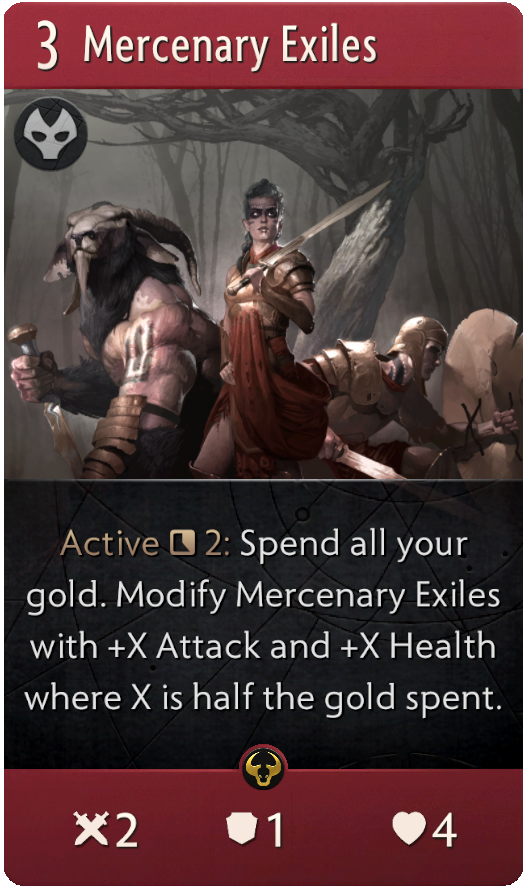 3 Mercenary Exiles
Active 2: Spend all your
gold. Modify Mercenary Exiles
with +X Attack and +X Health
where X is half the gold spent.
2 1 4